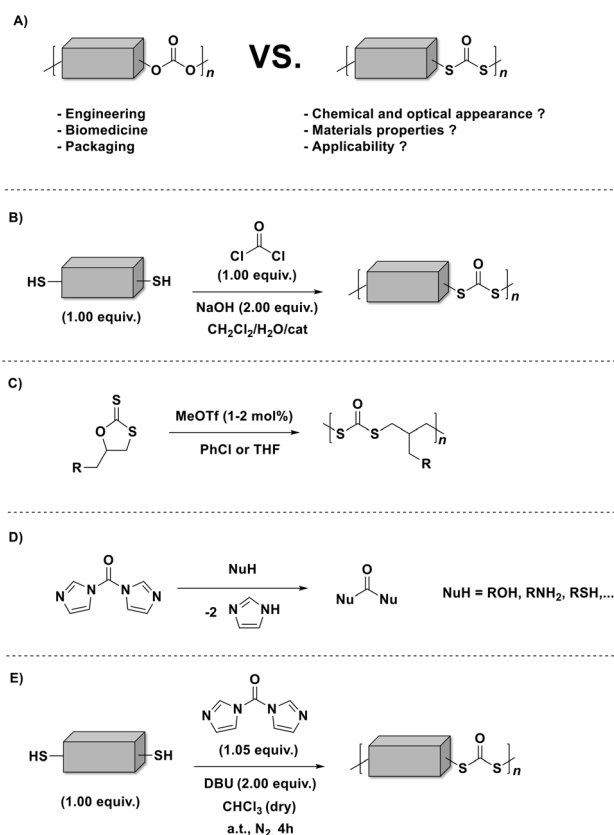 A)
O
O O n
VS.
O
S S n
- Engineering
- Biomedicine
- Packaging
- Chemical and optical appearance ?
- Materials properties ?
- Applicability ?
B)
HS SH
(1.00 equiv.)
O
Cl Cl
(1.00 equiv.)
NaOH (2.00 equiv.)
CH2Cl2/H2O/cat
O
S S n
C)
S
O S
R
MeOTf (1-2 mol%)
PhCl or THF
O
S S n
R
D)
O
N N N N
NuH
-2 N NH
O
Nu Nu
NuH = ROH, RNH2, RSH,...
E)
HS SH
(1.00 equiv.)
O
N N N N
(1.05 equiv.)
DBU (2.00 equiv.)
CHCl3 (dry)
a.t., N2, 4h
O
S S n